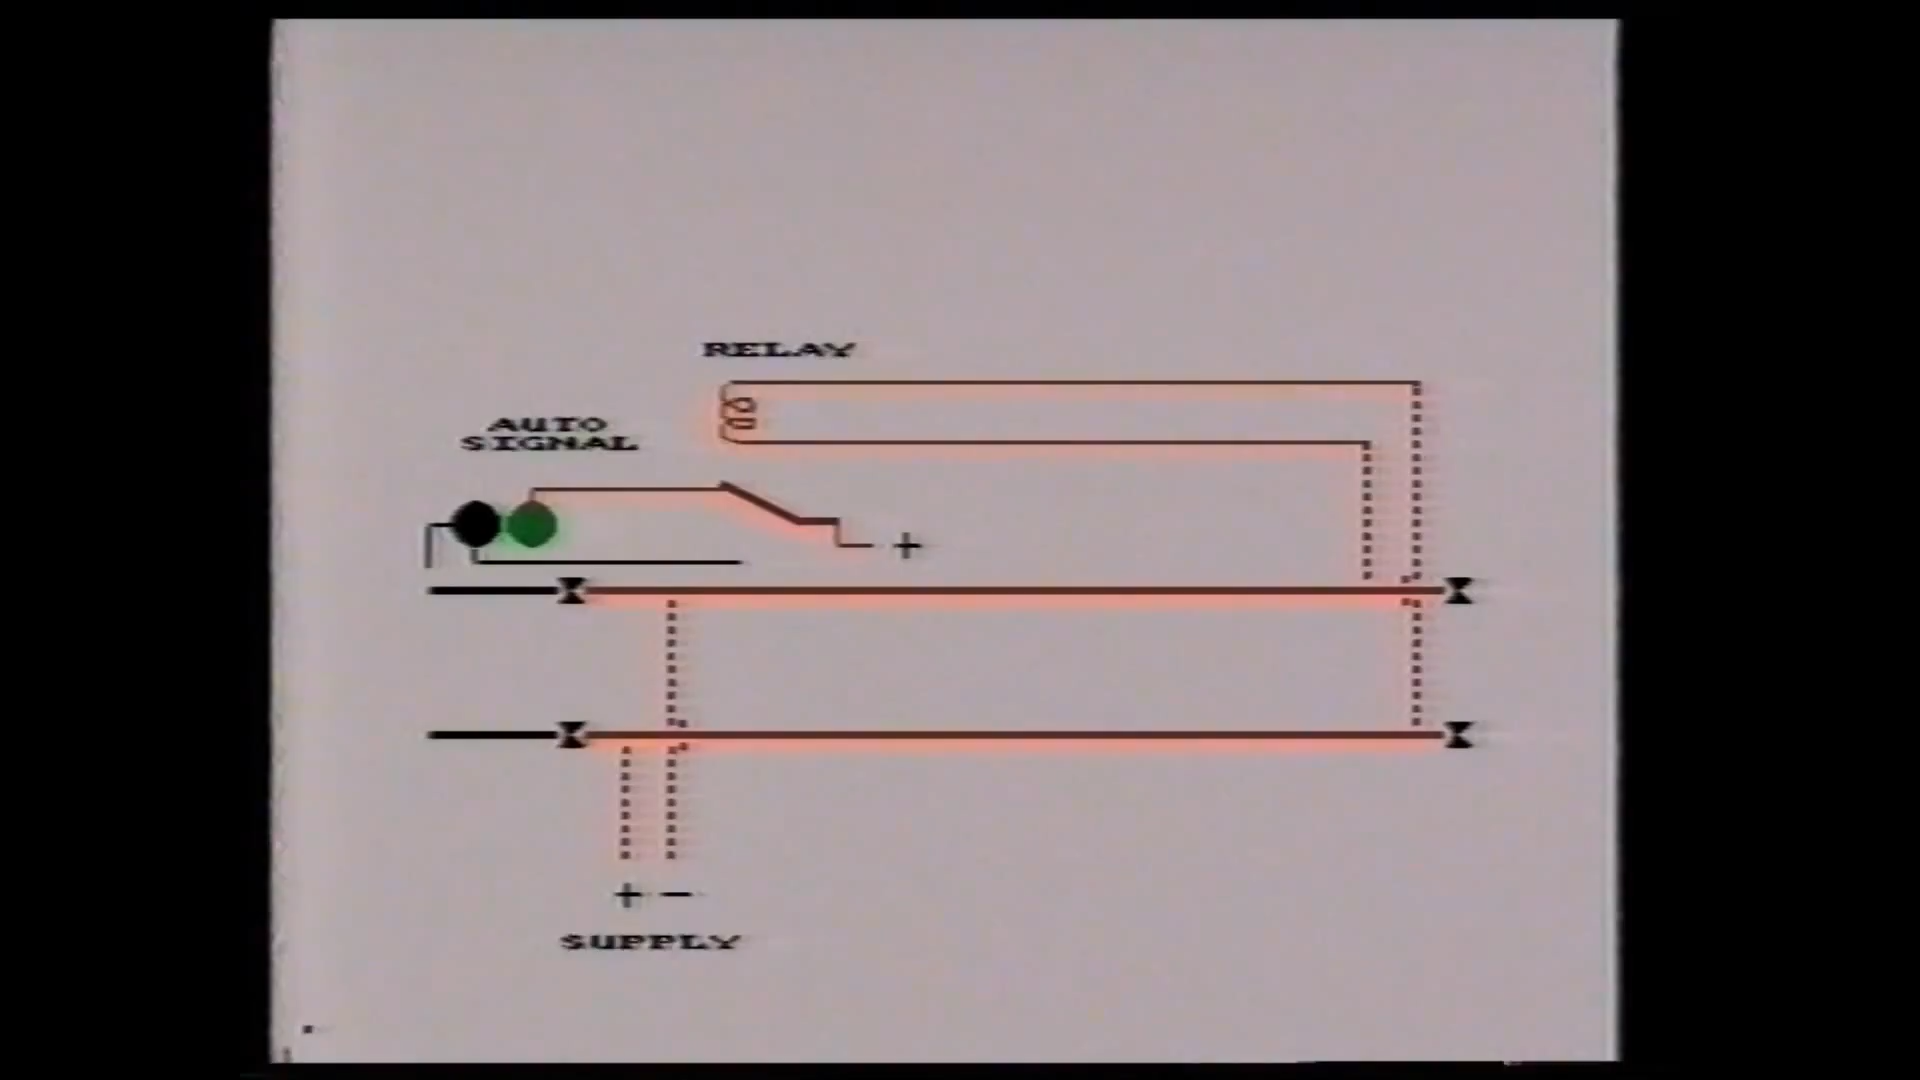 RELAY
AUTO
SIGNAL
+
+ −
SUPPLY